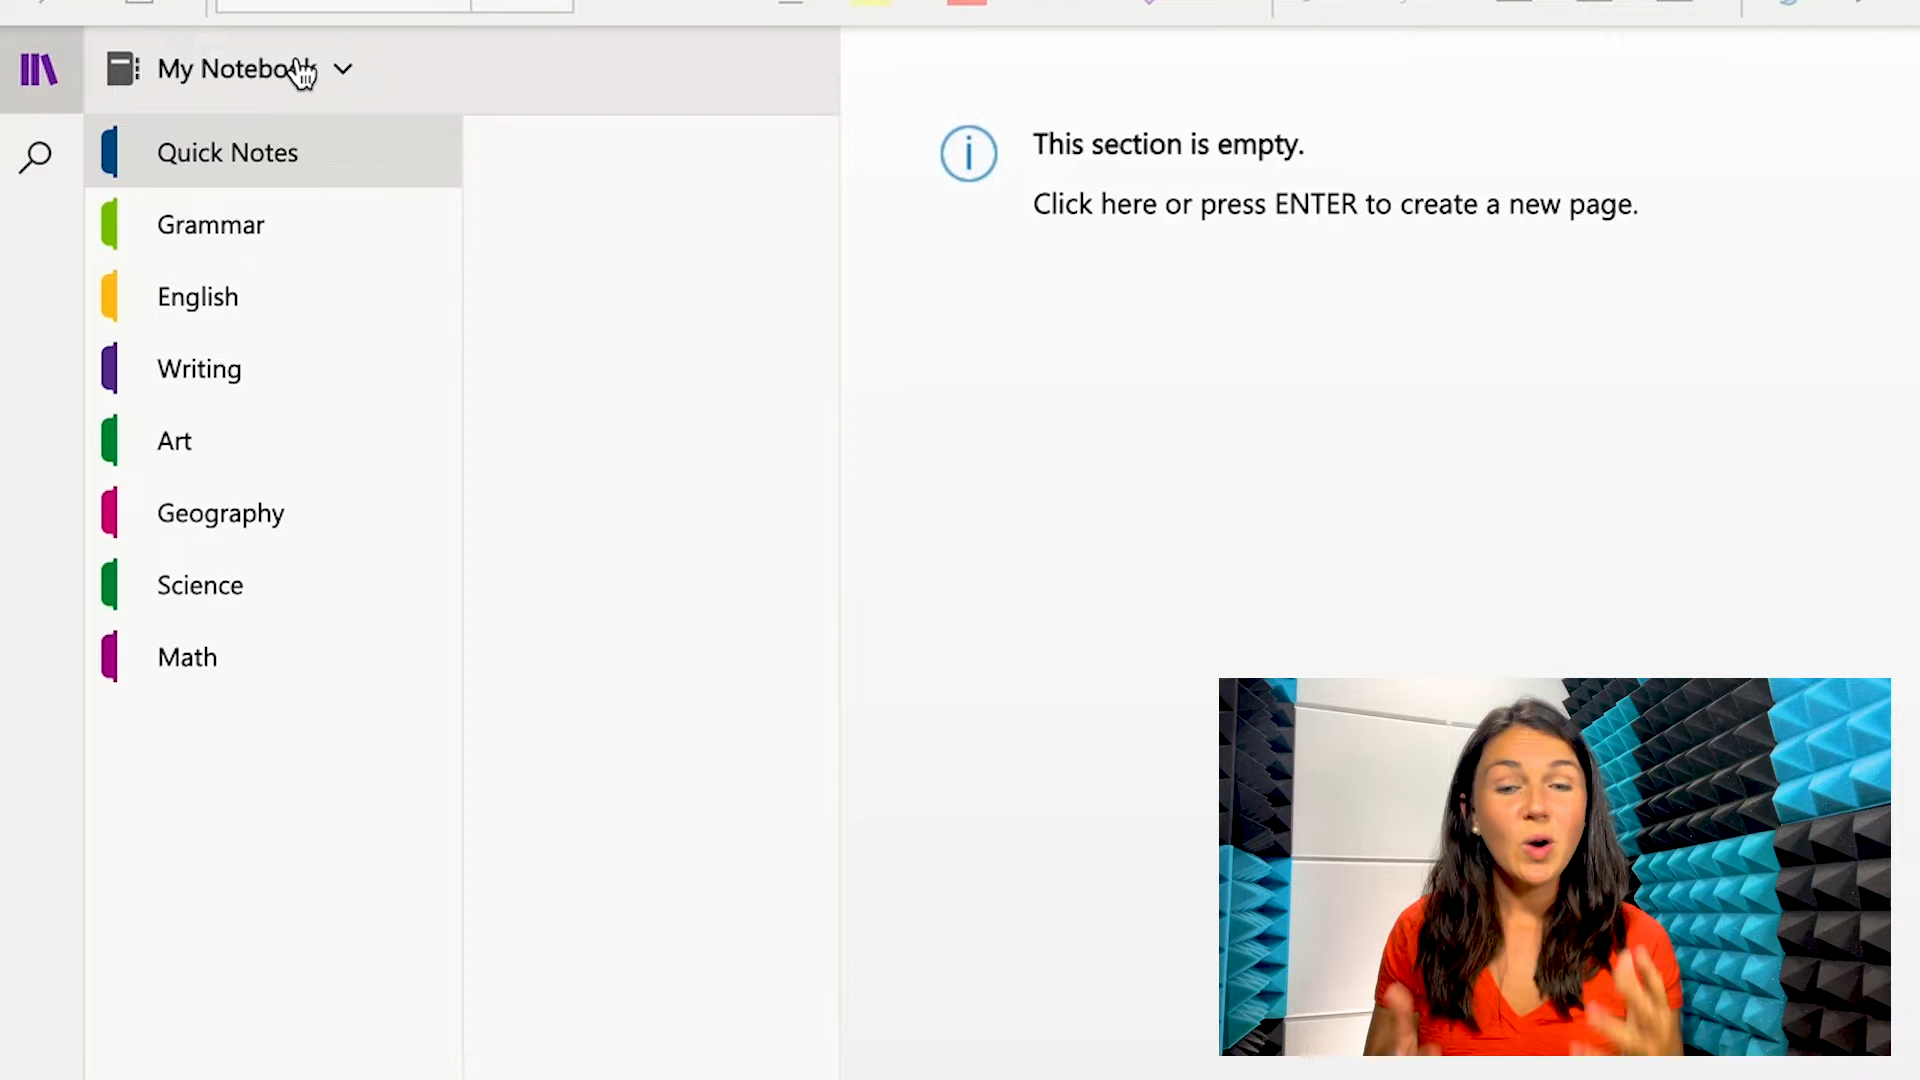 My Notebook
Quick Notes
Grammar
English
Writing
Art
Geography
Science
Math
This section is empty.
Click here or press ENTER to create a new page.